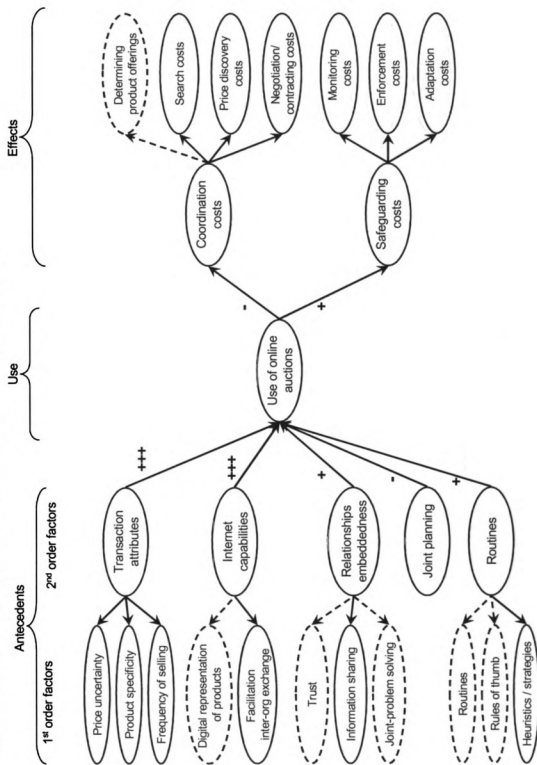 Antecedents
Use
Effects
1st order factors
2nd order factors
Price uncertainty
Product specificity
Frequency of selling
Transaction
attributes
+++
Digital representation
of products
Facilitation
inter-org exchange
Internet
capabilities
+++
Trust
Information sharing
Joint-problem solving
Relationships
embeddedness
+
Joint planning
-
Routines
Rules of thumb
Heuristics / strategies
Routines
+
Use of online
auctions
-
+
Coordination
costs
Safeguarding
costs
Determining
product offerings
Search costs
Price discovery
costs
Negotiation/
contracting costs
Monitoring
costs
Enforcement
costs
Adaptation
costs